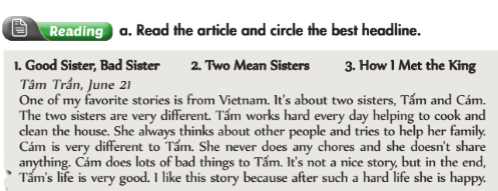 Reading a. Read the article and circle the best headline.
1. Good Sister, Bad Sister 2. Two Mean Sisters 3. How I Met the King
Tâm Trần, June 21
One of my favorite stories is from Vietnam. It's about two sisters, Tấm and Cám.
The two sisters are very different. Tấm works hard every day helping to cook and
clean the house. She always thinks about other people and tries to help her family.
Cám is very different to Tấm. She never does any chores and she doesn't share
anything. Cám does lots of bad things to Tấm. It's not a nice story, but in the end,
Tấm's life is very good. I like this story because after such a hard life she is happy.